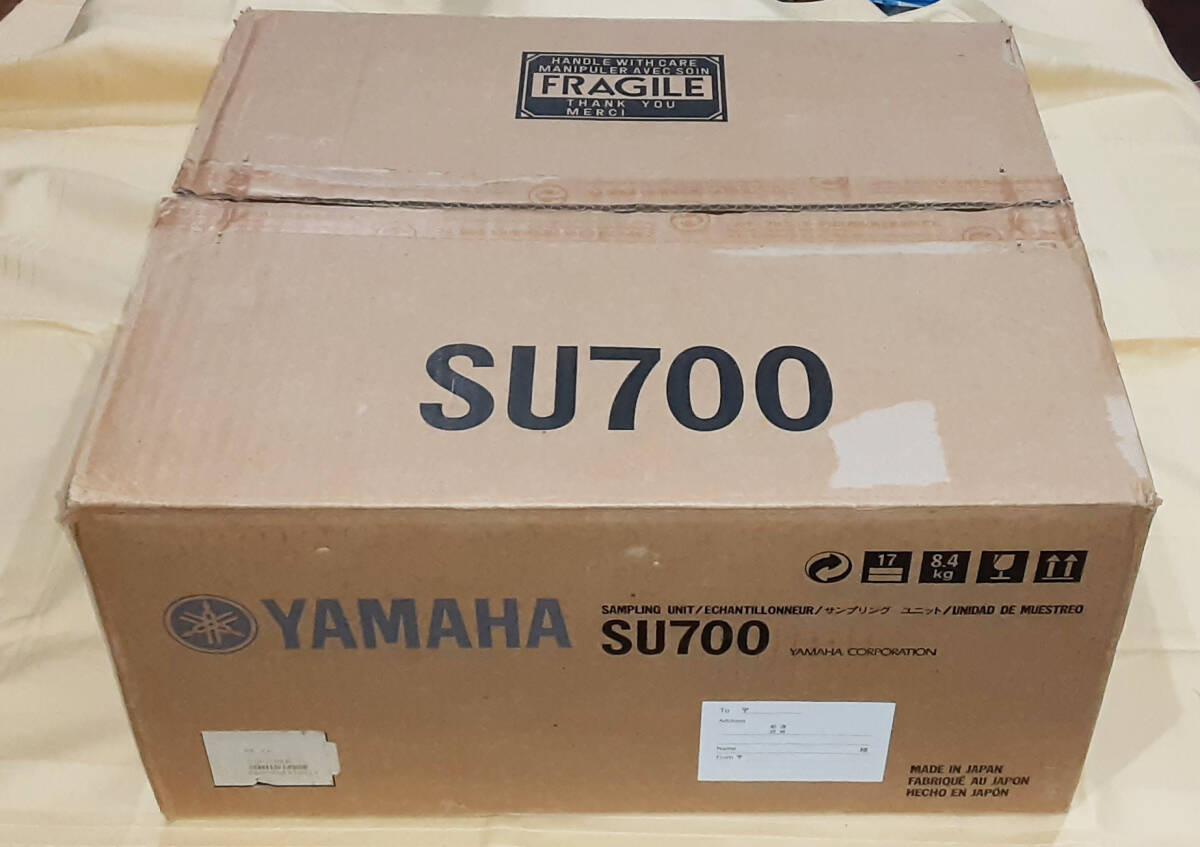 HANDLE WITH CARE
MANIPULER AVEC SOIN
FRAGILE
THANK YOU
MERCI
SU700
17
8.4
kg
YAMAHA
SAMPLING UNIT/ECHANTILLONNEUR/サンプリング ユニット/UNIDAD DE MUESTREO
SU700
YAMAHA CORPORATION
To 〒
Address
Name
様
From 〒
MADE IN JAPAN
FABRIQUÉ AU JAPON
HECHO EN JAPÓN